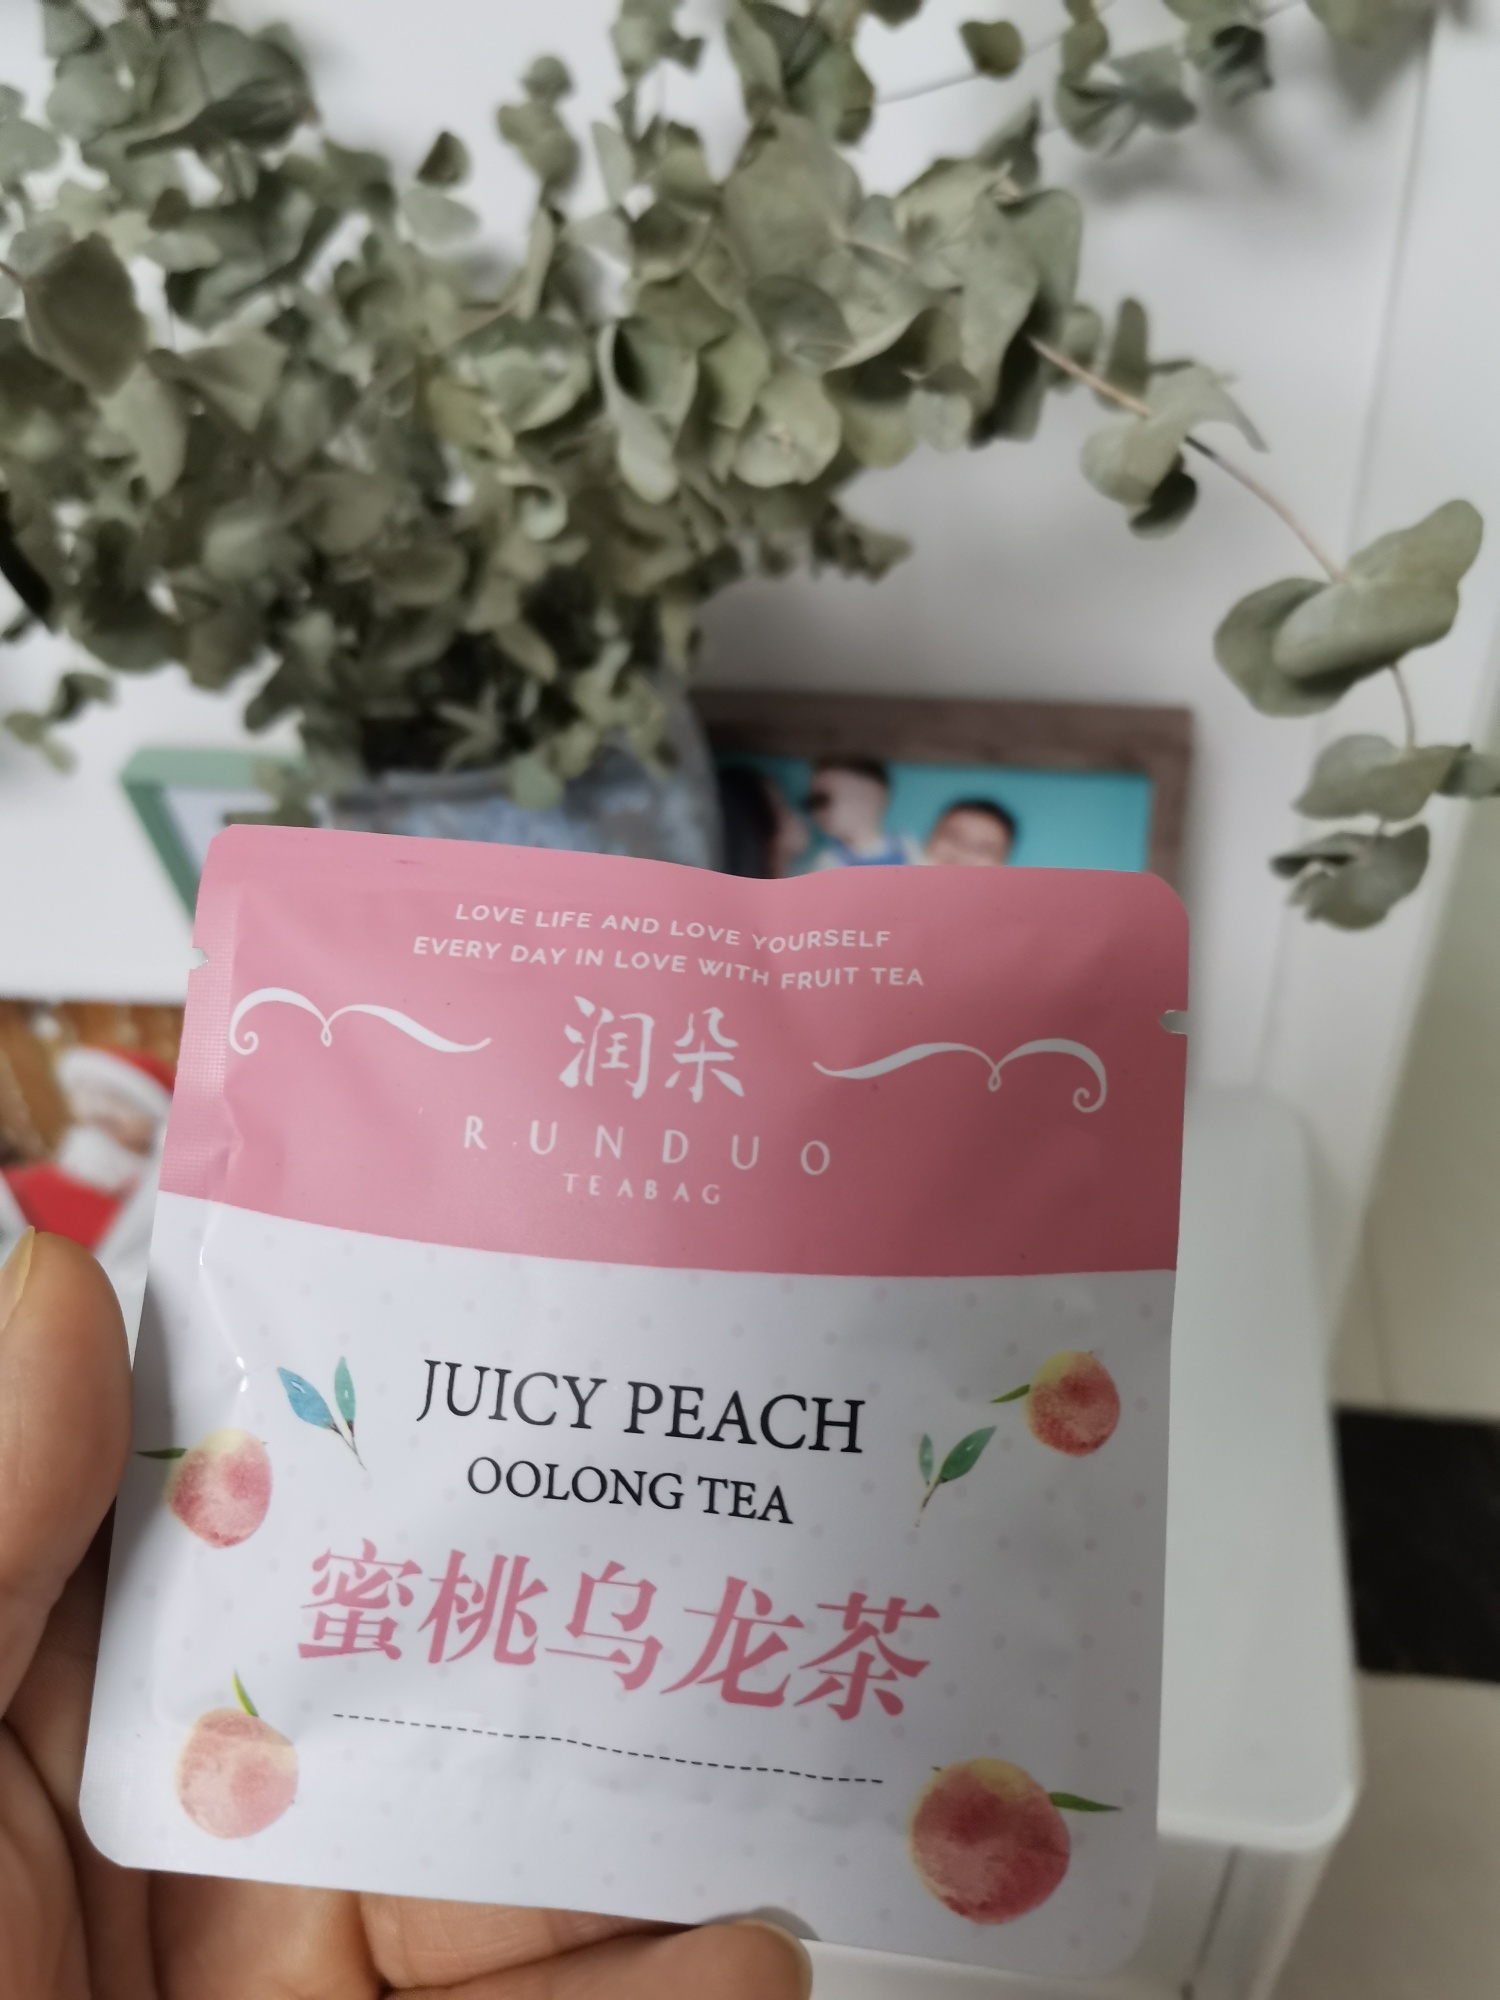 LOVE LIFE AND LOVE YOURSELF
EVERY DAY IN LOVE WITH FRUIT TEA
润朵
RUNDUO
TEABAG
JUICY PEACH
OOLONG TEA
蜜桃乌龙茶